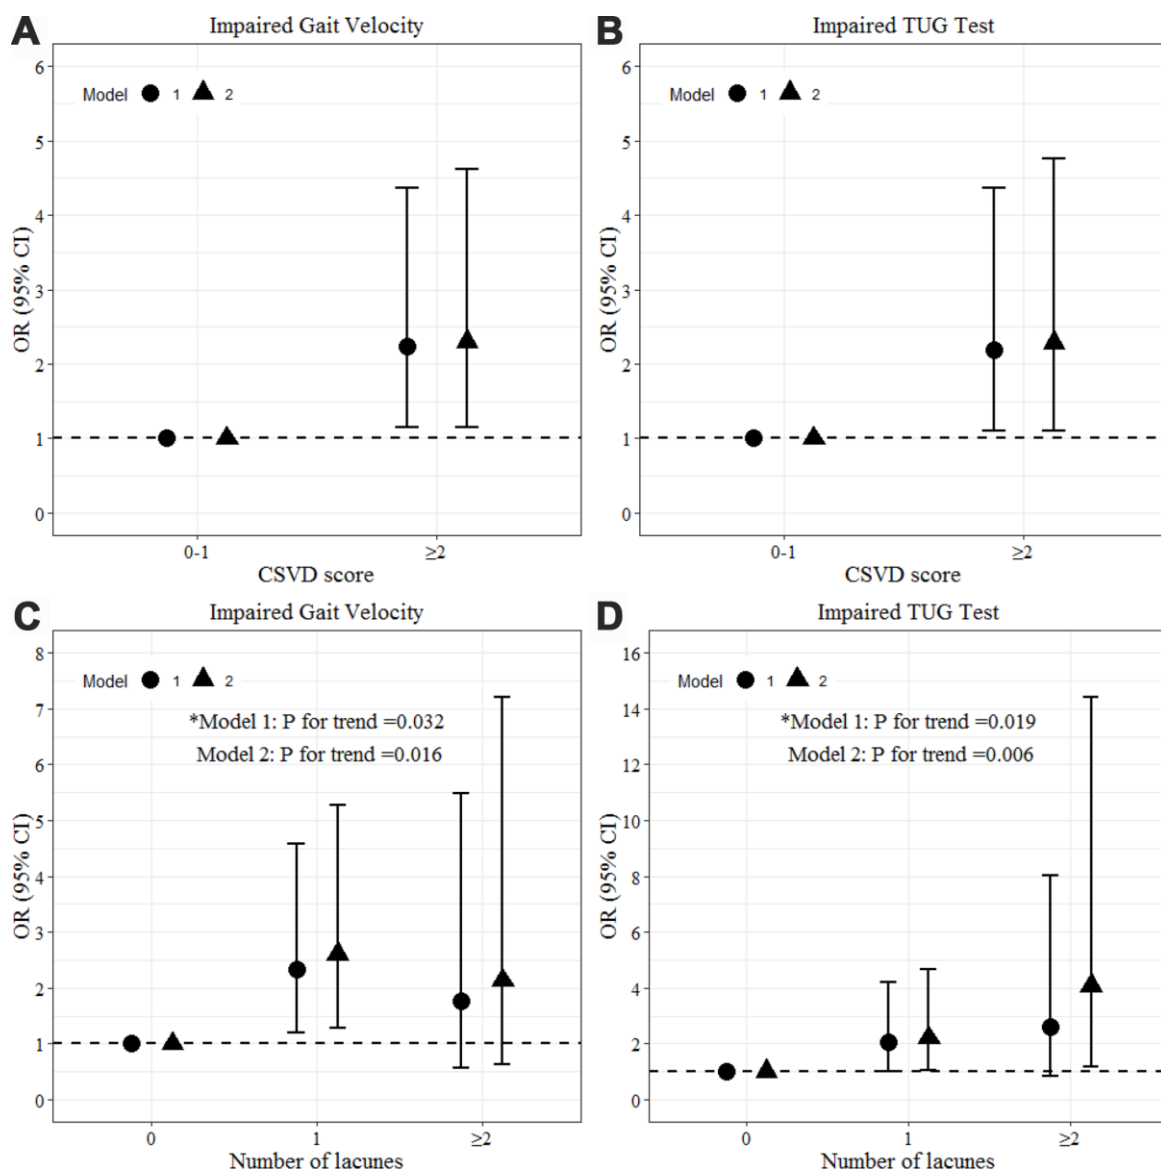 A
Impaired Gait Velocity
Model 1 2
OR (95% CI)
6
5
4
3
2
1
0
0-1 ≥2
CSVD score
B
Impaired TUG Test
Model 1 2
OR (95% CI)
6
5
4
3
2
1
0
0-1 ≥2
CSVD score
C
Impaired Gait Velocity
Model 1 2
*Model 1: P for trend =0.032
Model 2: P for trend =0.016
OR (95% CI)
8
7
6
5
4
3
2
1
0
0 1 ≥2
Number of lacunes
D
Impaired TUG Test
Model 1 2
*Model 1: P for trend =0.019
Model 2: P for trend =0.006
OR (95% CI)
16
14
12
10
8
6
4
2
0
0 1 ≥2
Number of lacunes